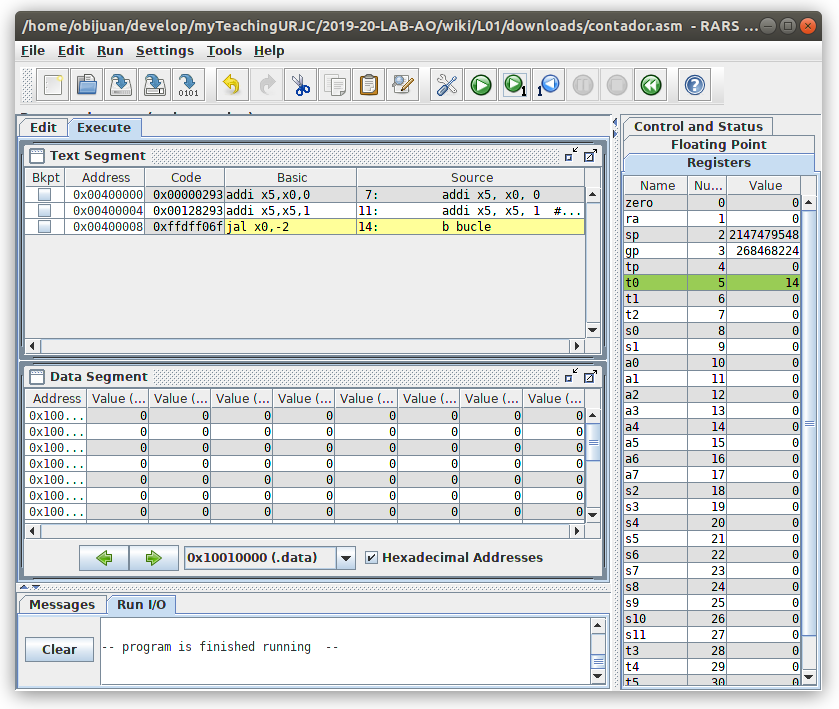 /home/obijuan/develop/myTeachingURJC/2019-20-LAB-AO/wiki/L01/downloads/contador.asm - RARS ...
File Edit Run Settings Tools Help
Edit Execute
Text Segment
Bkpt Address Code Basic Source
0x00400000 0x00000293 addi x5,x0,0 7: addi x5, x0, 0
0x00400004 0x00128293 addi x5,x5,1 11: addi x5, x5, 1 #...
0x00400008 0xffdff06f jal x0,-2 14: b bucle
Data Segment
Address Value (... Value (... Value (... Value (... Value (... Value (... Value (... Value (...
0x100... 0 0 0 0 0 0 0 0
0x100... 0 0 0 0 0 0 0 0
0x100... 0 0 0 0 0 0 0 0
0x100... 0 0 0 0 0 0 0 0
0x100... 0 0 0 0 0 0 0 0
0x100... 0 0 0 0 0 0 0 0
0x100... 0 0 0 0 0 0 0 0
0x10010000 (.data) Hexadecimal Addresses
Messages Run I/O
Clear
-- program is finished running --
Control and Status
Floating Point
Registers
Name Nu... Value
zero 0 0
ra 1 0
sp 2 2147479548
gp 3 268468224
tp 4 0
t0 5 14
t1 6 0
t2 7 0
s0 8 0
s1 9 0
a0 10 0
a1 11 0
a2 12 0
a3 13 0
a4 14 0
a5 15 0
a6 16 0
a7 17 0
s2 18 0
s3 19 0
s4 20 0
s5 21 0
s6 22 0
s7 23 0
s8 24 0
s9 25 0
s10 26 0
s11 27 0
t3 28 0
t4 29 0
t5 30 0